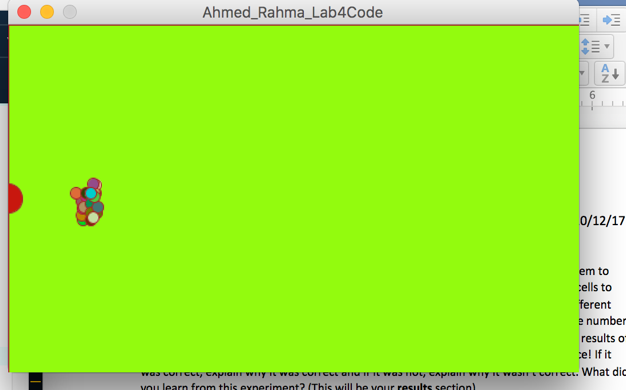 Ahmed_Rahma_Lab4Code
A
Z
6
0/12/17
em to
cells to
fferent
e number
results of
ce! If it
was correct, explain why it was correct and if it was not, explain why it wasn't correct. What did
you learn from this experiment? (This will be your results section)